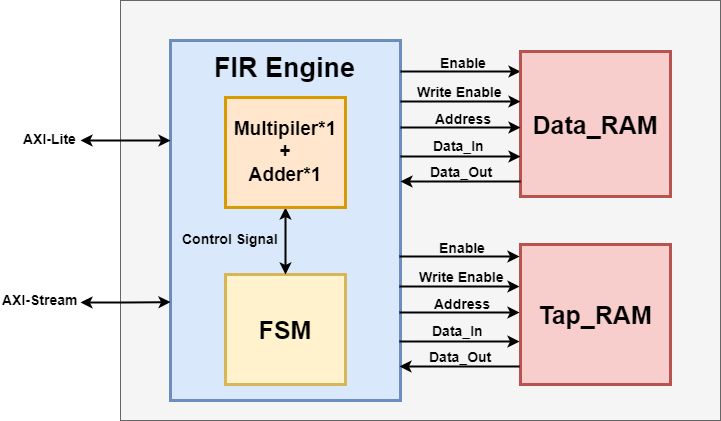 FIR Engine
Multipiler*1
+
Adder*1
Control Signal
FSM
AXI-Lite
AXI-Stream
Enable
Write Enable
Address
Data_In
Data_Out
Data_RAM
Enable
Write Enable
Address
Data_In
Data_Out
Tap_RAM